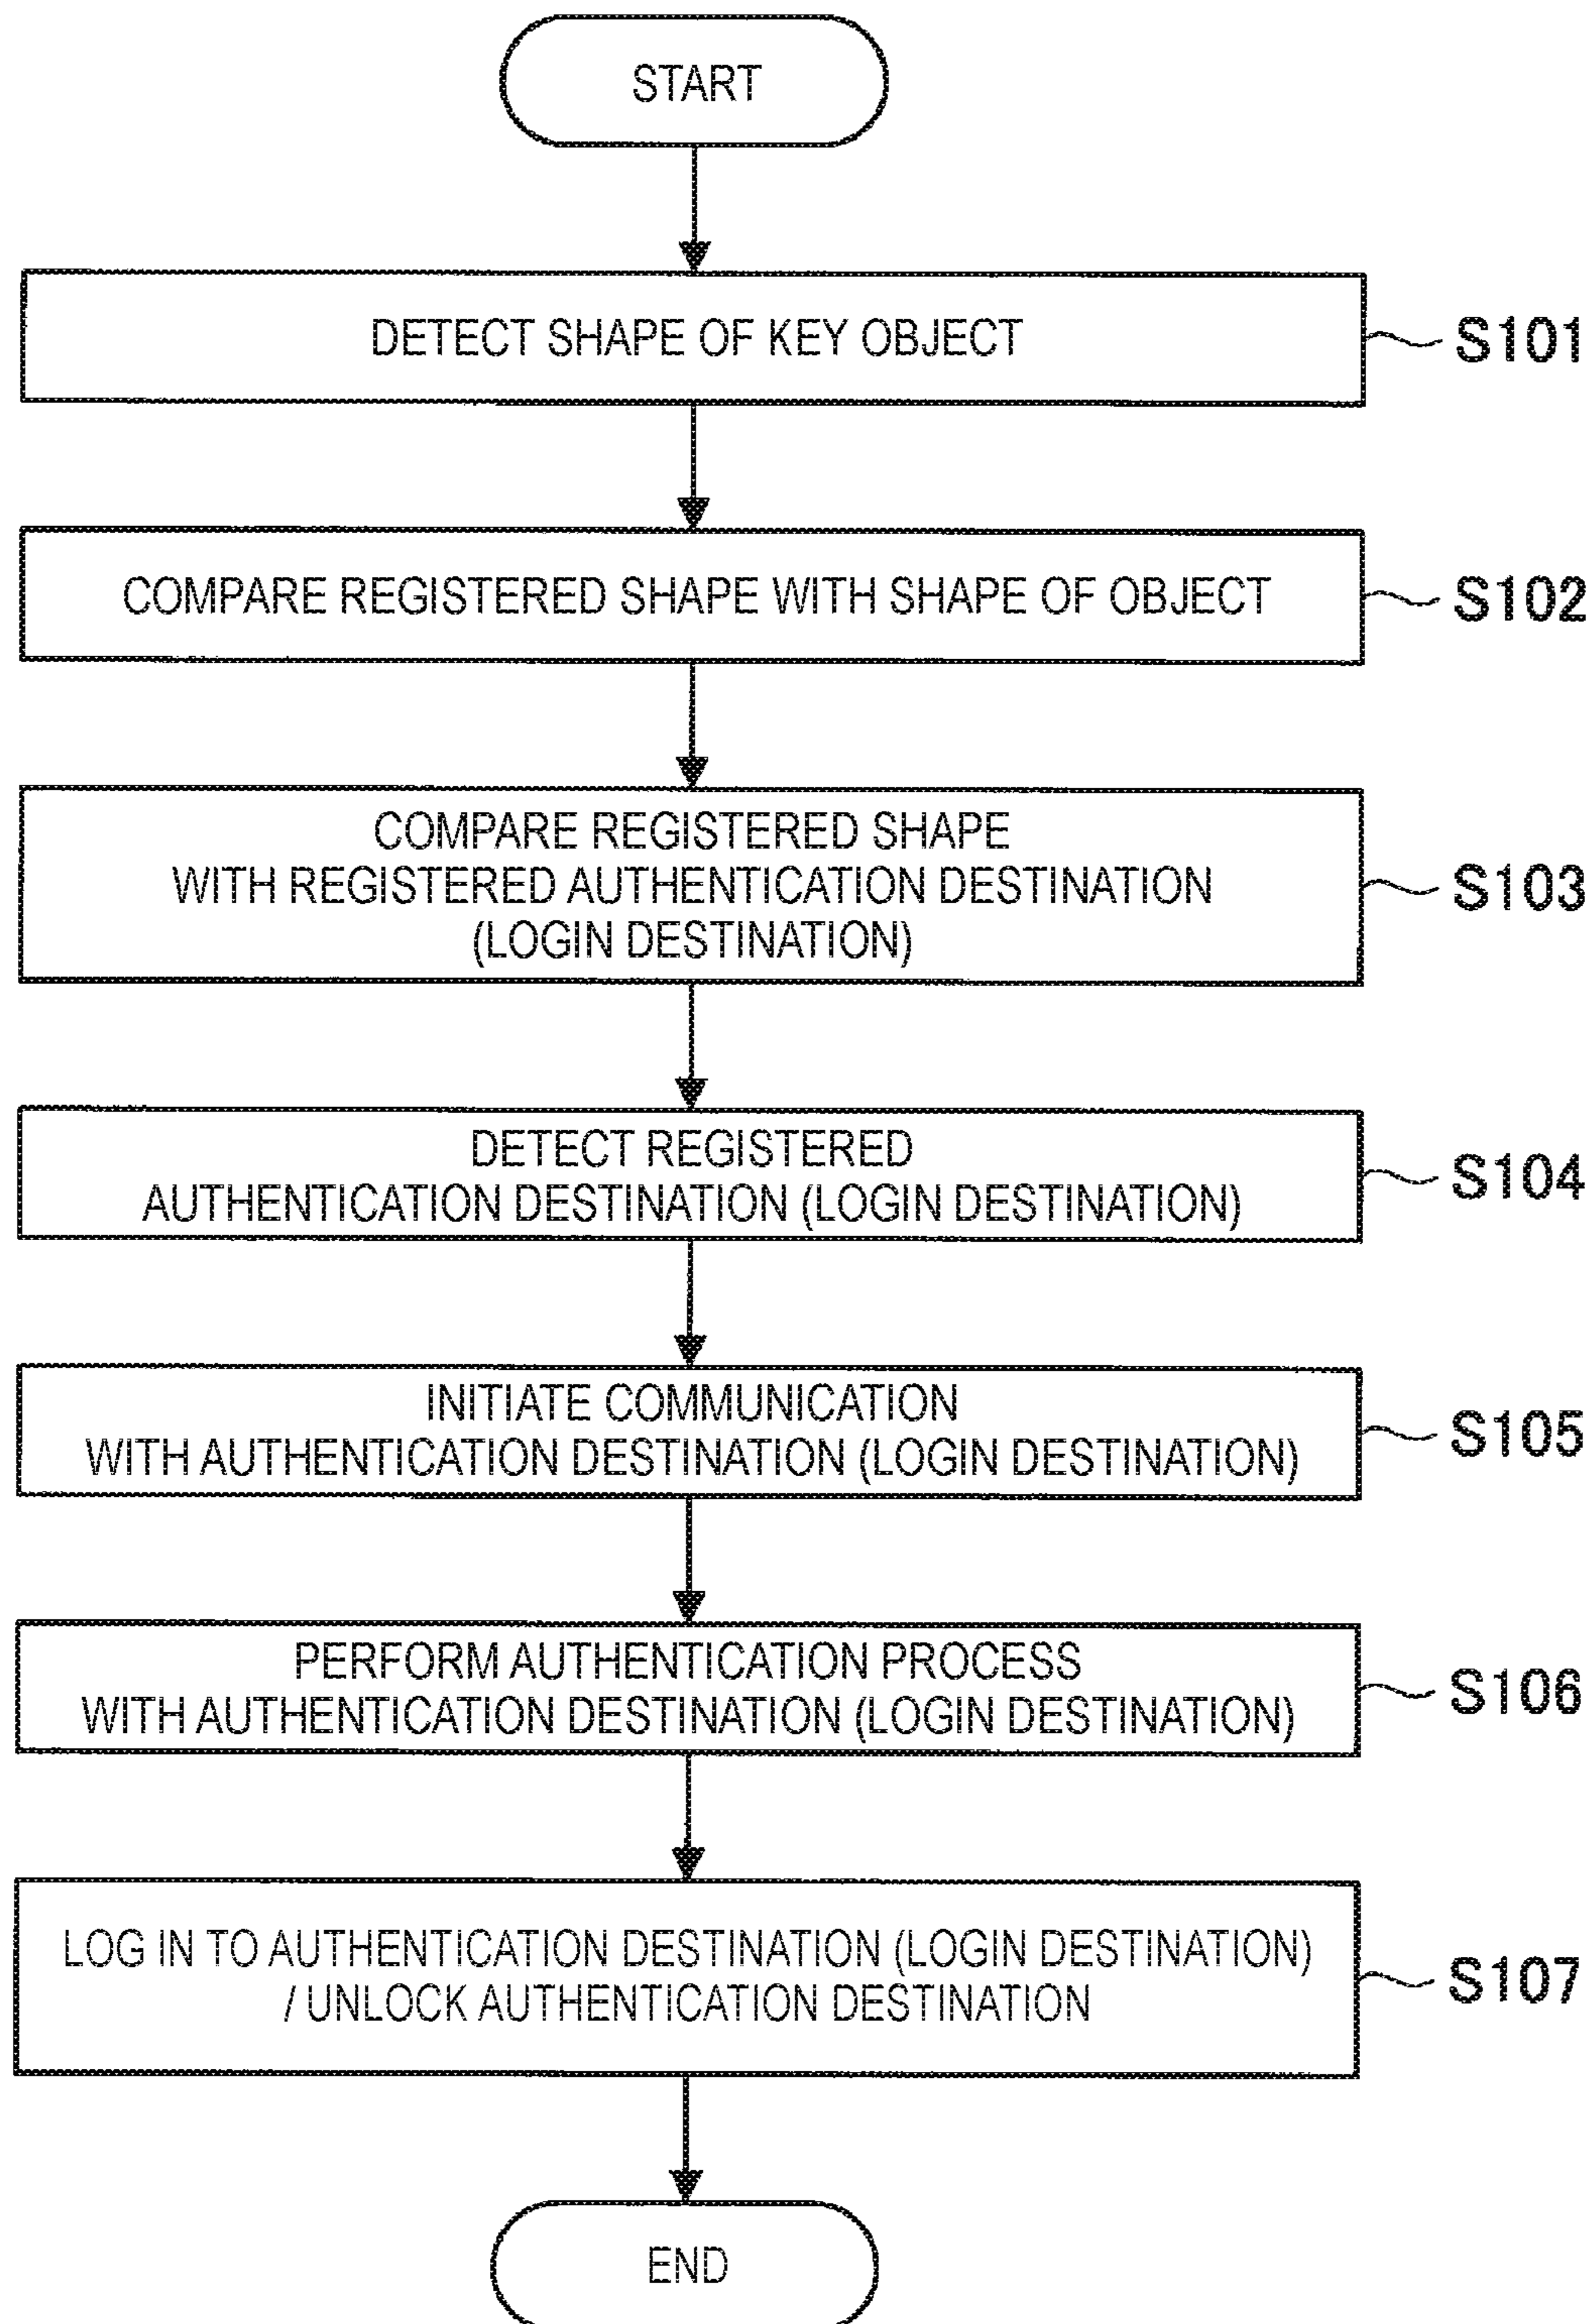 START
DETECT SHAPE OF KEY OBJECT
S101
COMPARE REGISTERED SHAPE WITH SHAPE OF OBJECT
S102
COMPARE REGISTERED SHAPE
WITH REGISTERED AUTHENTICATION DESTINATION
(LOGIN DESTINATION)
S103
DETECT REGISTERED
AUTHENTICATION DESTINATION (LOGIN DESTINATION)
S104
INITIATE COMMUNICATION
WITH AUTHENTICATION DESTINATION (LOGIN DESTINATION)
S105
PERFORM AUTHENTICATION PROCESS
WITH AUTHENTICATION DESTINATION (LOGIN DESTINATION)
S106
LOG IN TO AUTHENTICATION DESTINATION (LOGIN DESTINATION)
/ UNLOCK AUTHENTICATION DESTINATION
S107
END